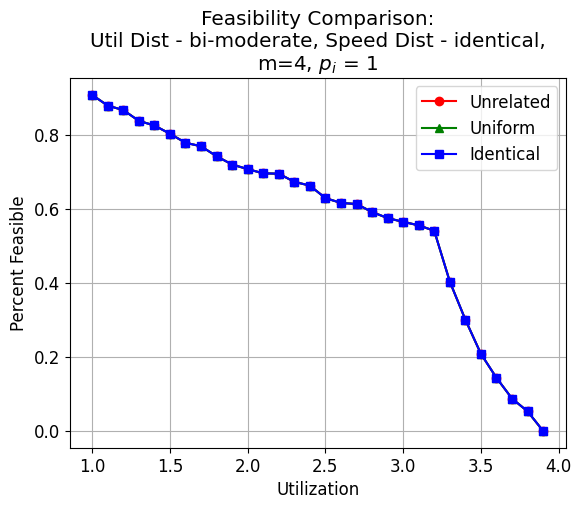 Feasibility Comparison:
Util Dist - bi-moderate, Speed Dist - identical,
m=4, pᵢ = 1
Unrelated
Uniform
Identical
Percent Feasible
0.8
0.6
0.4
0.2
0.0
1.0 1.5 2.0 2.5 3.0 3.5 4.0
Utilization